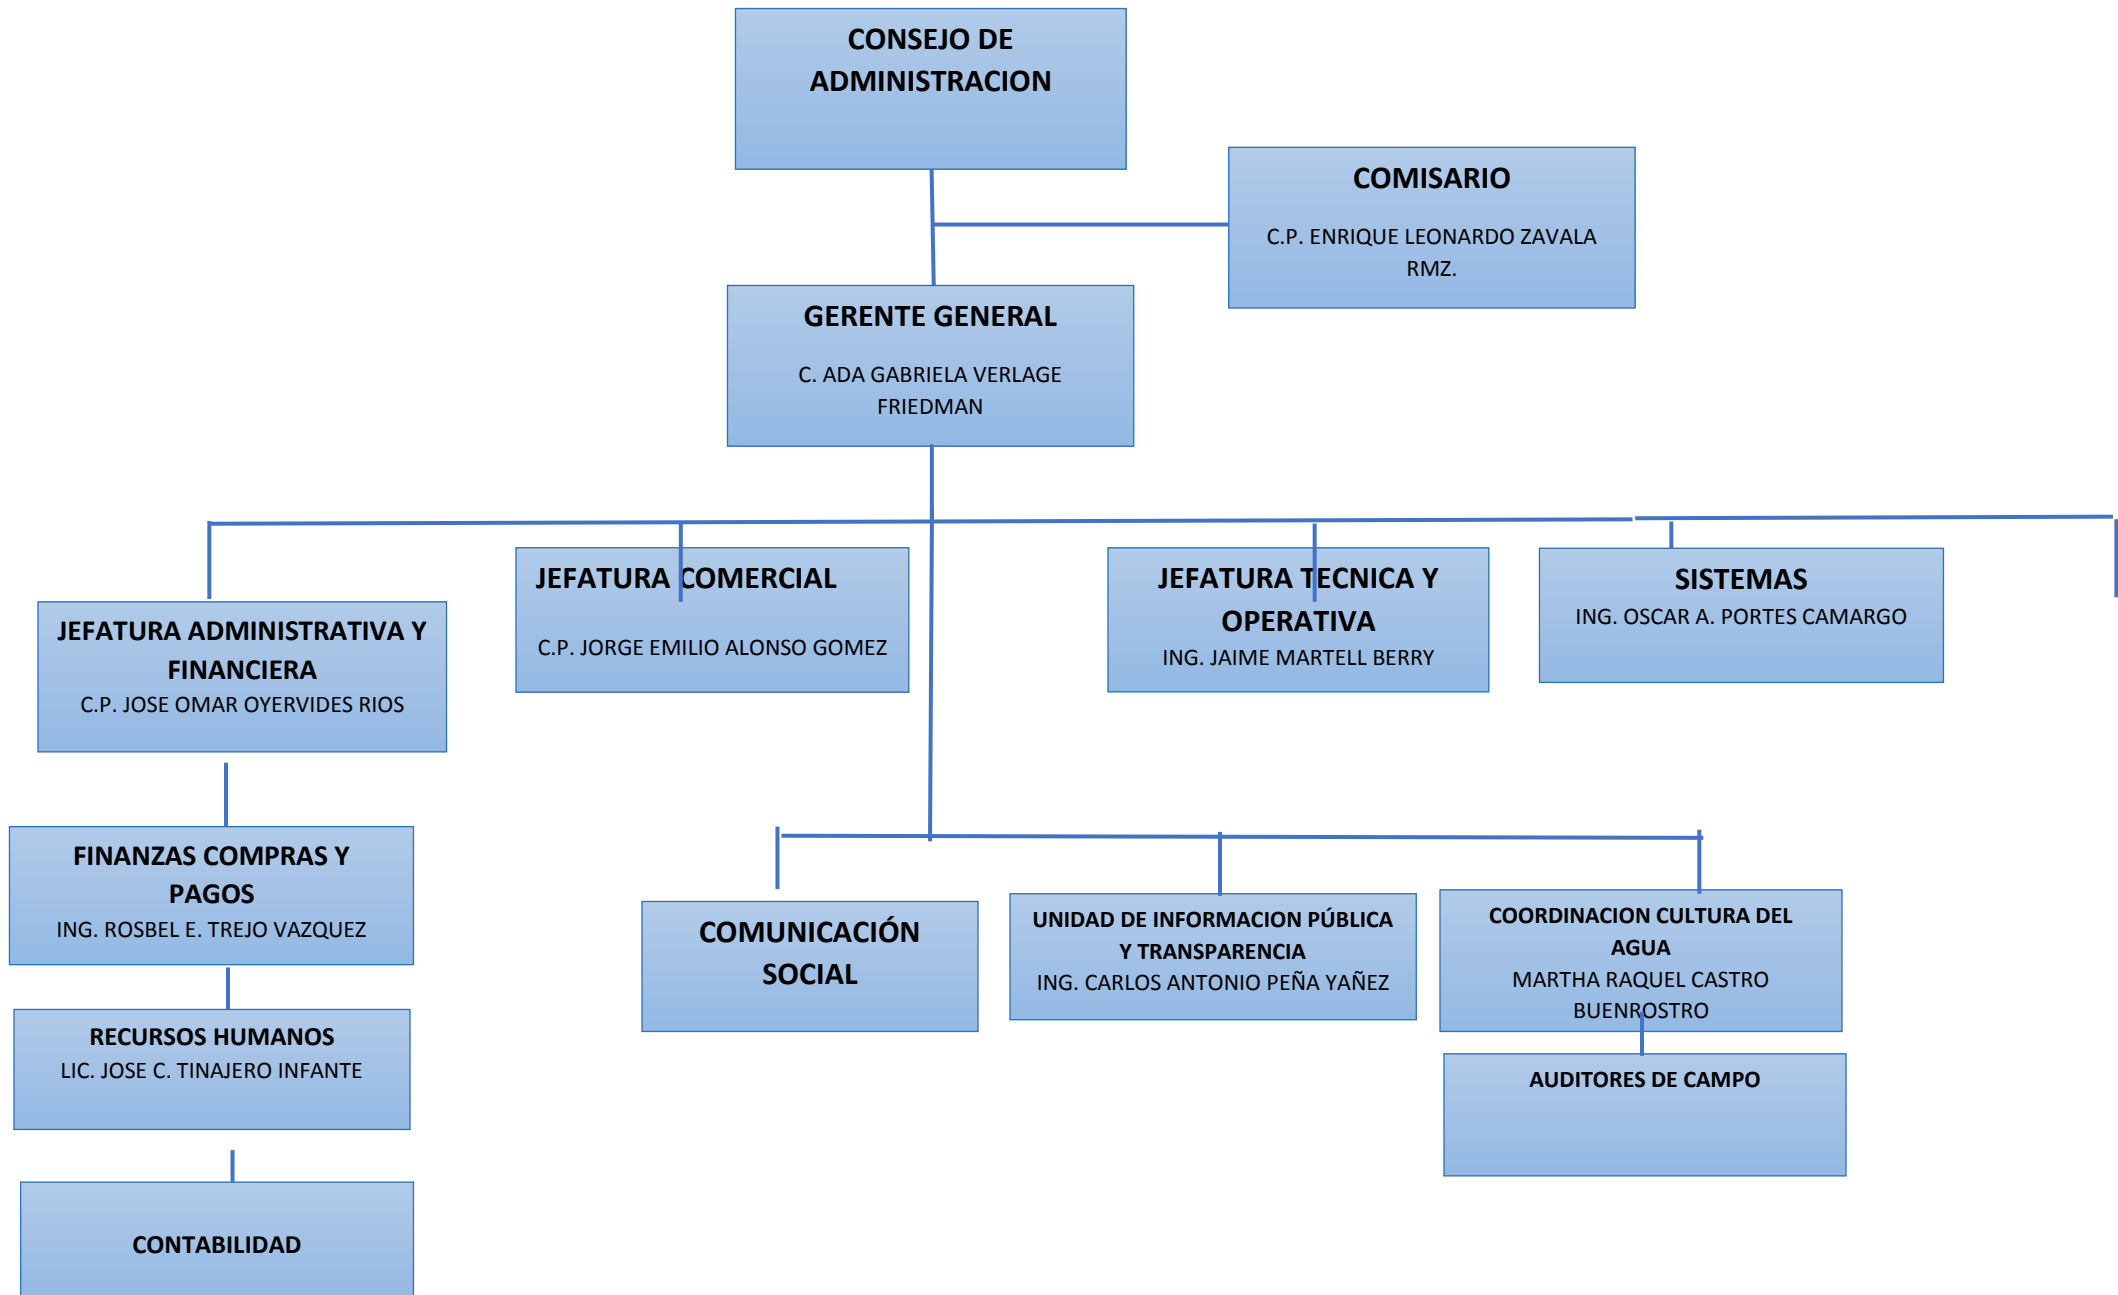 CONSEJO DE
ADMINISTRACION
COMISARIO
C.P. ENRIQUE LEONARDO ZAVALA
RMZ.
GERENTE GENERAL
C. ADA GABRIELA VERLAGE
FRIEDMAN
JEFATURA ADMINISTRATIVA Y
FINANCIERA
C.P. JOSE OMAR OYERVIDES RIOS
JEFATURA COMERCIAL
C.P. JORGE EMILIO ALONSO GOMEZ
JEFATURA TECNICA Y
OPERATIVA
ING. JAIME MARTELL BERRY
SISTEMAS
ING. OSCAR A. PORTES CAMARGO
FINANZAS COMPRAS Y
PAGOS
ING. ROSBEL E. TREJO VAZQUEZ
RECURSOS HUMANOS
LIC. JOSE C. TINAJERO INFANTE
CONTABILIDAD
COMUNICACIÓN
SOCIAL
UNIDAD DE INFORMACION PÚBLICA
Y TRANSPARENCIA
ING. CARLOS ANTONIO PEÑA YAÑEZ
COORDINACION CULTURA DEL
AGUA
MARTHA RAQUEL CASTRO
BUENROSTRO
AUDITORES DE CAMPO